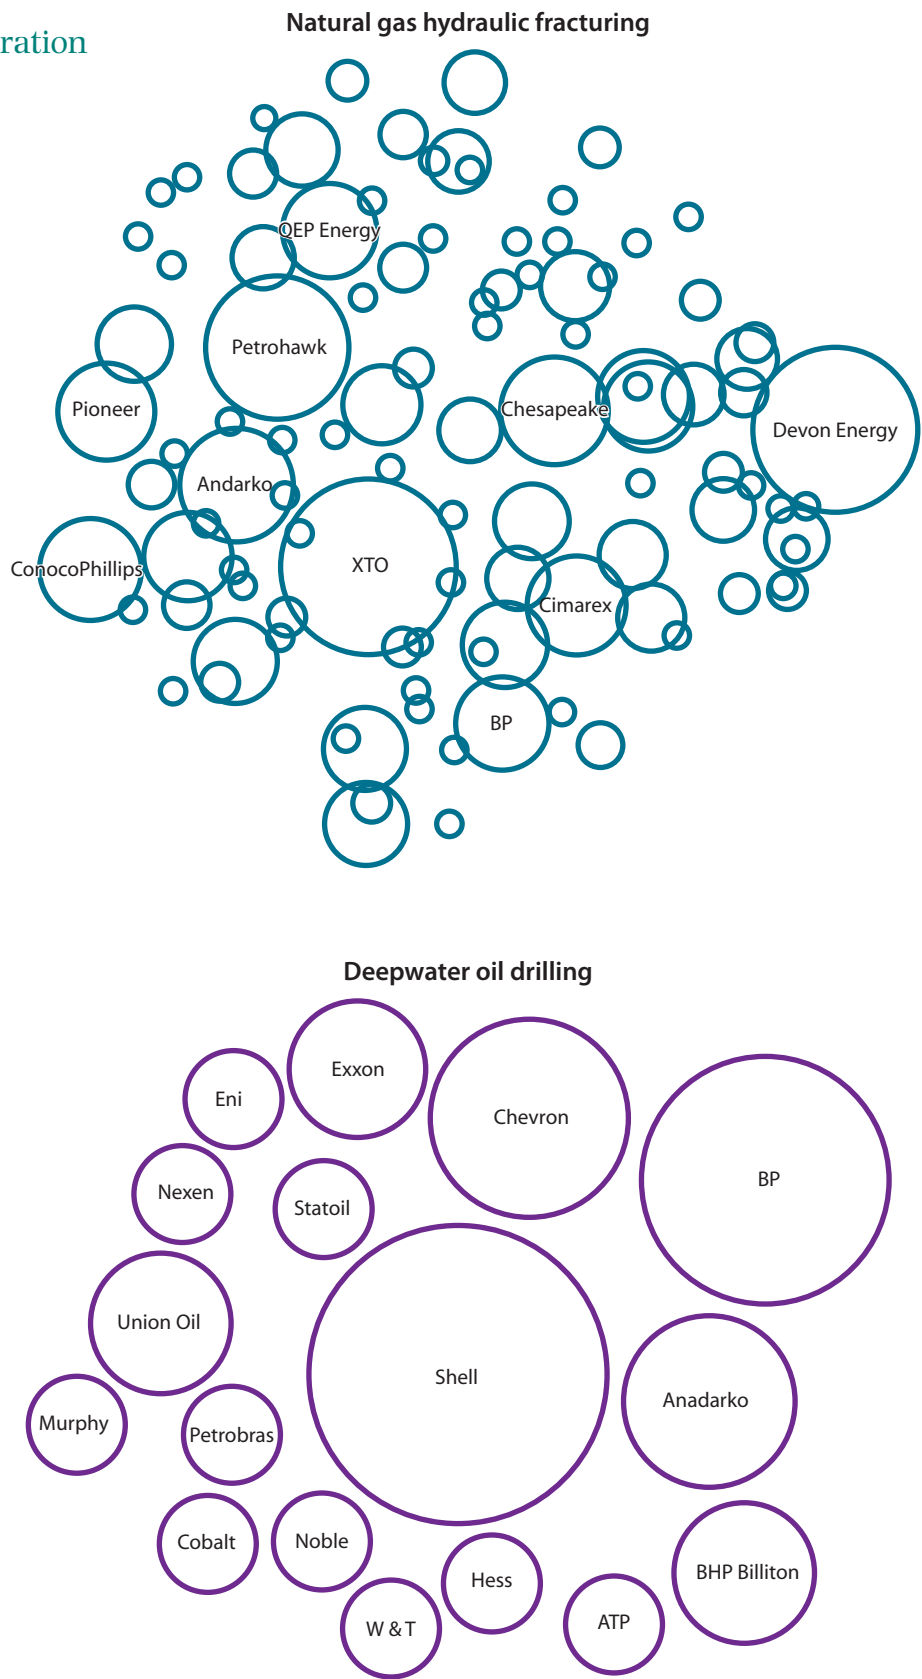 Natural gas hydraulic fracturing
ration
QEP Energy
Petrohawk
Pioneer
Chesapeake
Devon Energy
Andarko
XTO
ConocoPhillips
Cimarex
BP
Deepwater oil drilling
Exxon
Eni
Chevron
BP
Nexen
Statoil
Union Oil
Shell
Anadarko
Murphy
Petrobras
Cobalt
Noble
Hess
BHP Billiton
W & T
ATP